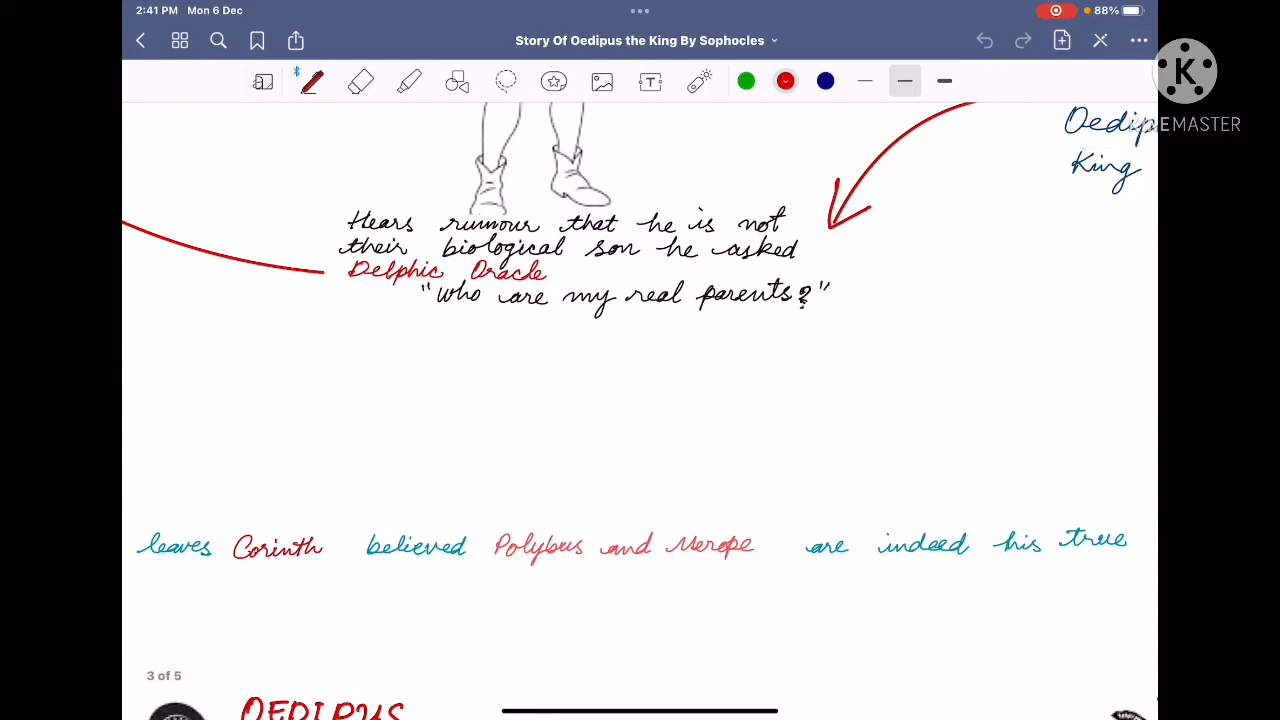 2:41 PM Mon 6 Dec
88%
Story Of Oedipus the King By Sophocles
K
KINEMASTER
Oedip
King
Hears rumour that he is not
their biological son he asked
Delphic Oracle
"Who are my real parents?"
leaves Corinth believed Polybus and Merope are indeed his true
3 of 5
OEDIPUS